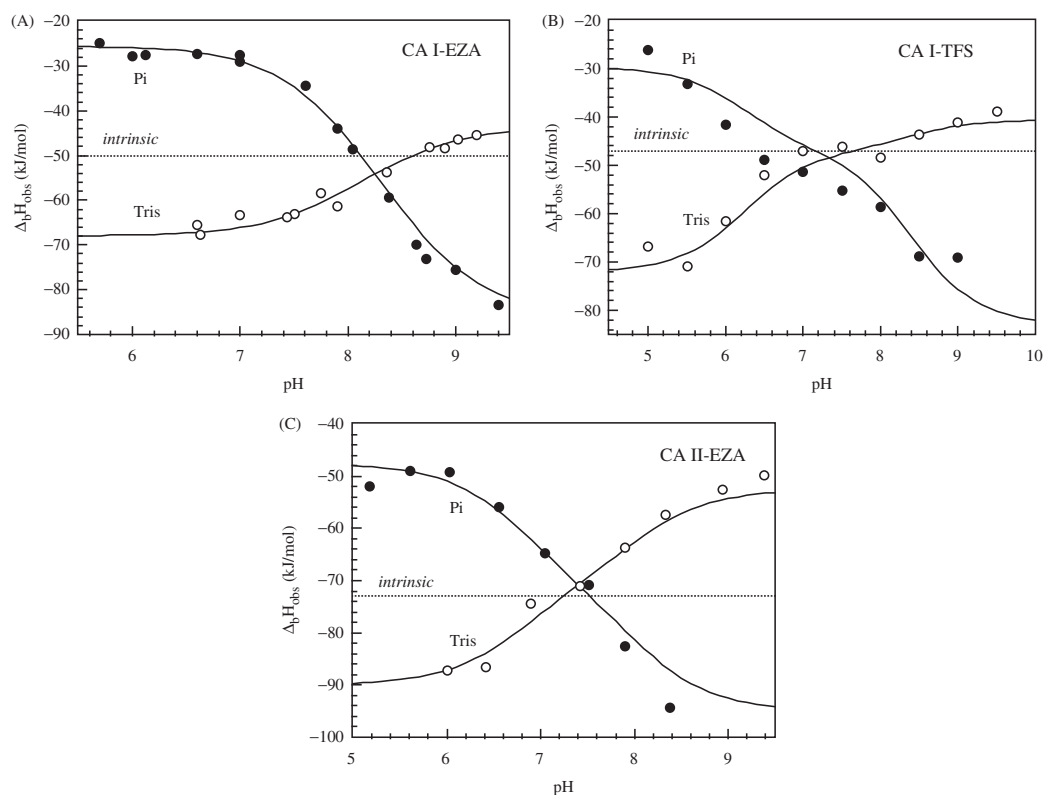 (A)
CA I-EZA
−20
−30
−40
−50
−60
−70
−80
−90
Pi
intrinsic
Tris
ΔbHobs (kJ/mol)
6
7
8
9
pH
(B)
CA I-TFS
−20
−30
−40
−50
−60
−70
−80
Pi
intrinsic
Tris
ΔbHobs (kJ/mol)
5
6
7
8
9
10
pH
(C)
CA II-EZA
−40
−50
−60
−70
−80
−90
−100
Pi
intrinsic
Tris
ΔbHobs (kJ/mol)
5
6
7
8
9
pH